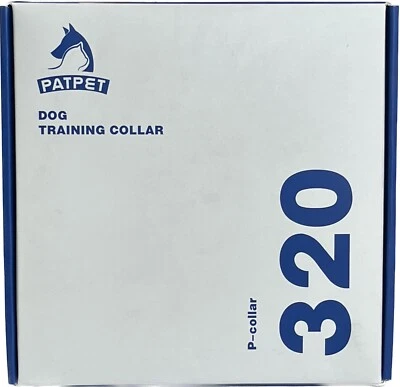 PATPET
DOG
TRAINING COLLAR
P-collar
320